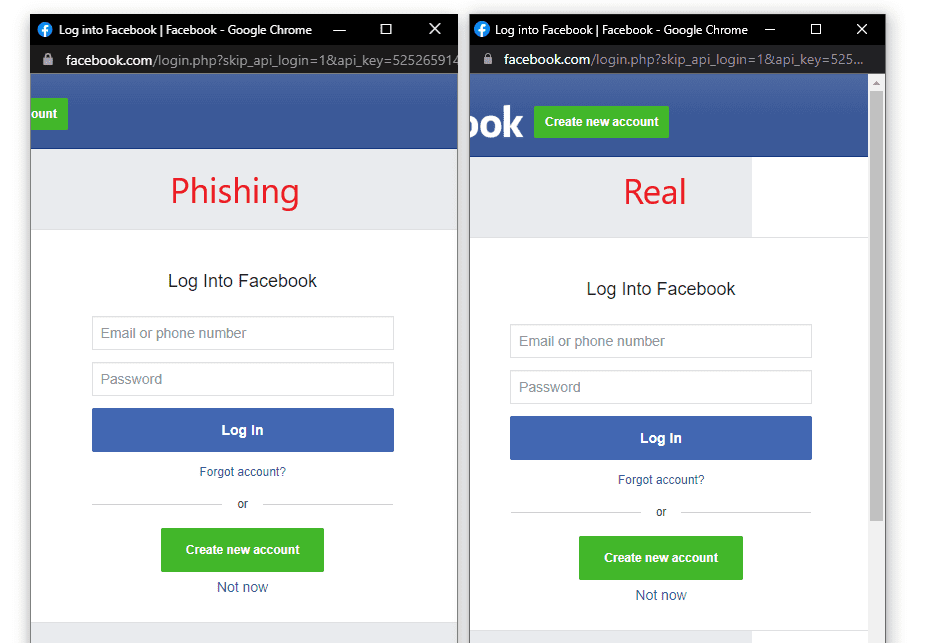 Log into Facebook | Facebook - Google Chrome
facebook.com/login.php?skip_api_login=1&api_key=525265914
ount
Phishing
Log Into Facebook
Email or phone number
Password
Log In
Forgot account?
or
Create new account
Not now
Log into Facebook | Facebook - Google Chrome
facebook.com/login.php?skip_api_login=1&api_key=525...
ook
Create new account
Real
Log Into Facebook
Email or phone number
Password
Log In
Forgot account?
or
Create new account
Not now